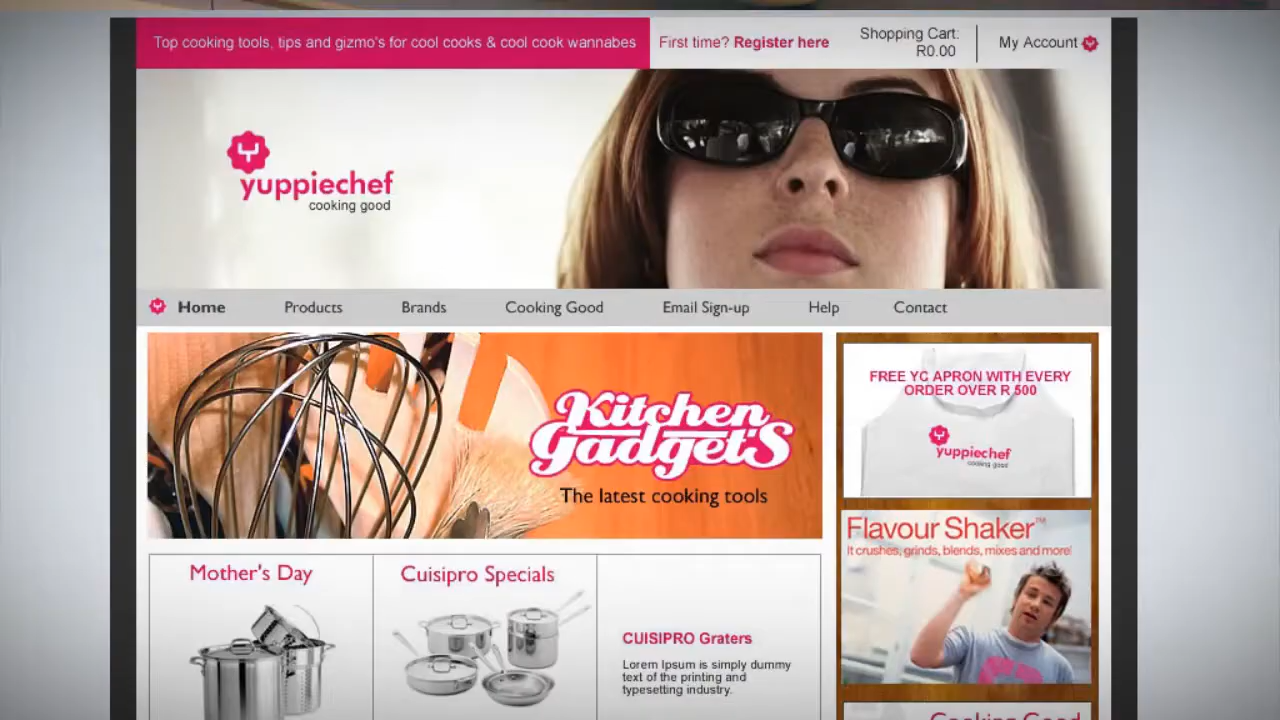 Top cooking tools, tips and gizmo's for cool cooks & cool cook wannabes
First time? Register here
Shopping Cart:
R0.00
My Account
yuppiechef
cooking good
Home
Products
Brands
Cooking Good
Email Sign-up
Help
Contact
Kitchen
Gadget'S
The latest cooking tools
FREE YC APRON WITH EVERY
ORDER OVER R 500
yuppiechef
cooking good
Flavour Shaker™
It crushes, grinds, blends, mixes and more!
Mother's Day
Cuisipro Specials
CUISIPRO Graters
Lorem Ipsum is simply dummy
text of the printing and
typesetting industry.
Cooking Good